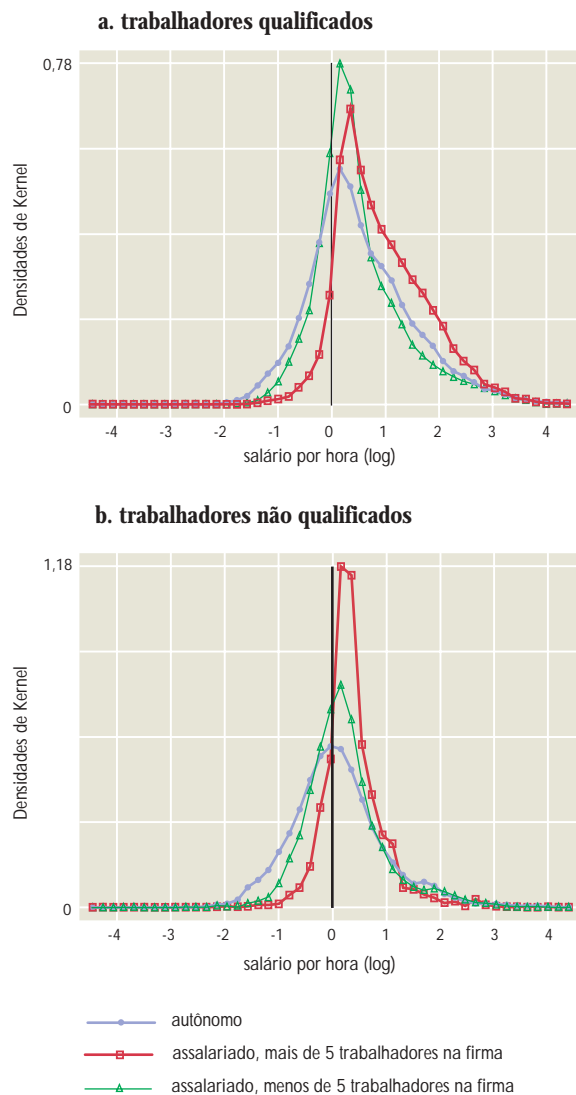 a. trabalhadores qualificados
0,78
Densidades de Kernel
0
-4 -3 -2 -1 0 1 2 3 4
salário por hora (log)
b. trabalhadores não qualificados
1,18
Densidades de Kernel
0
-4 -3 -2 -1 0 1 2 3 4
salário por hora (log)
autônomo
assalariado, mais de 5 trabalhadores na firma
assalariado, menos de 5 trabalhadores na firma